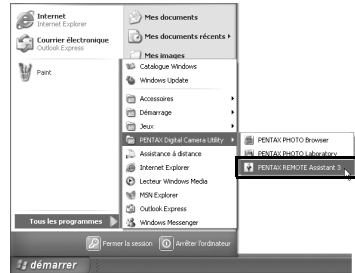 Internet
Internet Explorer
Courrier électronique
Outlook Express
Paint
Mes documents
Mes documents récents
Mes images
Catalogue Windows
Windows Update
Accessoires
Démarrage
Jeux
PENTAX Digital Camera Utility
Assistance à distance
Internet Explorer
Lecteur Windows Media
MSN Explorer
Outlook Express
Windows Messenger
PENTAX PHOTO Browser
PENTAX PHOTO Laboratory
PENTAX REMOTE Assistant 3
Tous les programmes
Fermer la session
Arrêter l'ordinateur
démarrer